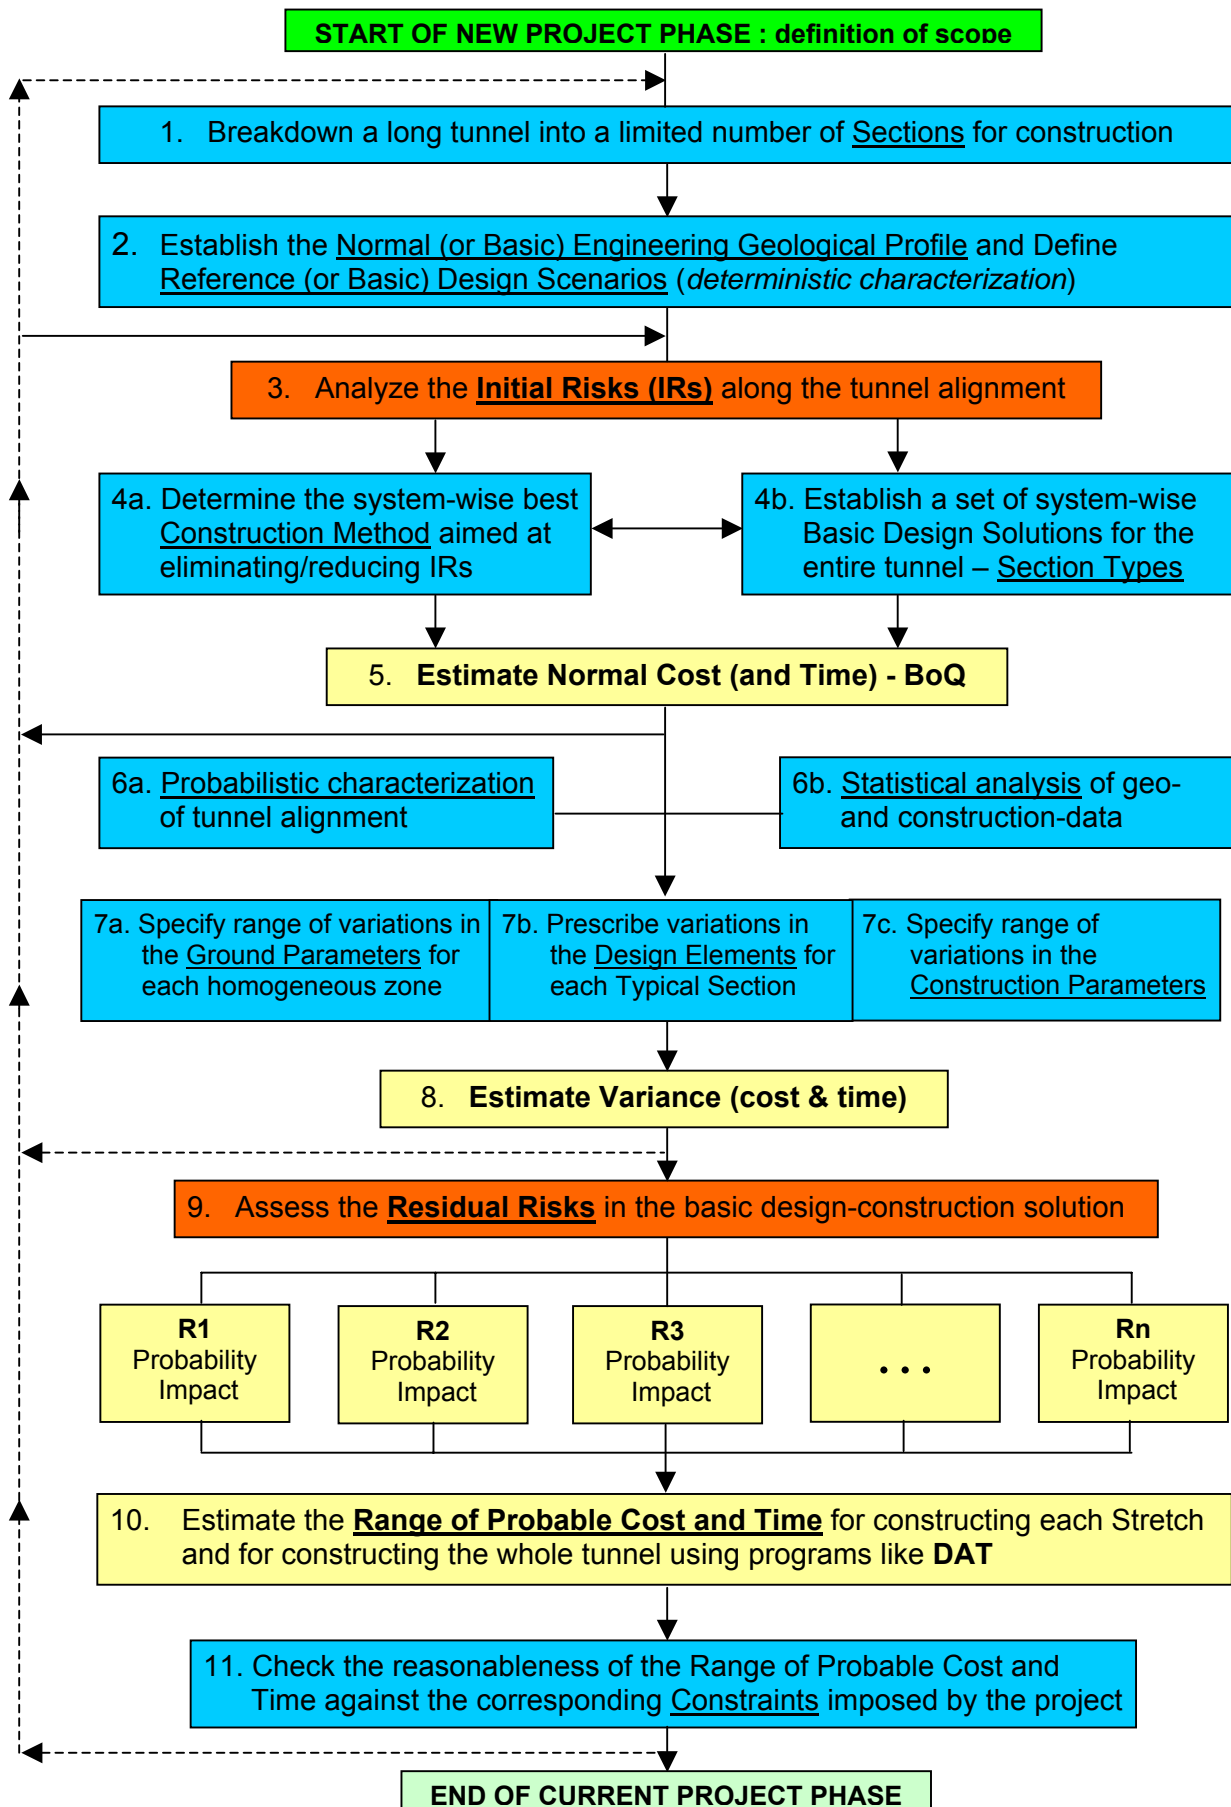 START OF NEW PROJECT PHASE : definition of scope
1. Breakdown a long tunnel into a limited number of Sections for construction
2. Establish the Normal (or Basic) Engineering Geological Profile and Define
Reference (or Basic) Design Scenarios (deterministic characterization)
3. Analyze the Initial Risks (IRs) along the tunnel alignment
4a. Determine the system-wise best
Construction Method aimed at
eliminating/reducing IRs
4b. Establish a set of system-wise
Basic Design Solutions for the
entire tunnel – Section Types
5. Estimate Normal Cost (and Time) - BoQ
6a. Probabilistic characterization
of tunnel alignment
6b. Statistical analysis of geo-
and construction-data
7a. Specify range of variations in
the Ground Parameters for
each homogeneous zone
7b. Prescribe variations in
the Design Elements for
each Typical Section
7c. Specify range of
variations in the
Construction Parameters
8. Estimate Variance (cost & time)
9. Assess the Residual Risks in the basic design-construction solution
R1
Probability
Impact
R2
Probability
Impact
R3
Probability
Impact
. . .
Rn
Probability
Impact
10. Estimate the Range of Probable Cost and Time for constructing each Stretch
and for constructing the whole tunnel using programs like DAT
11. Check the reasonableness of the Range of Probable Cost and
Time against the corresponding Constraints imposed by the project
END OF CURRENT PROJECT PHASE